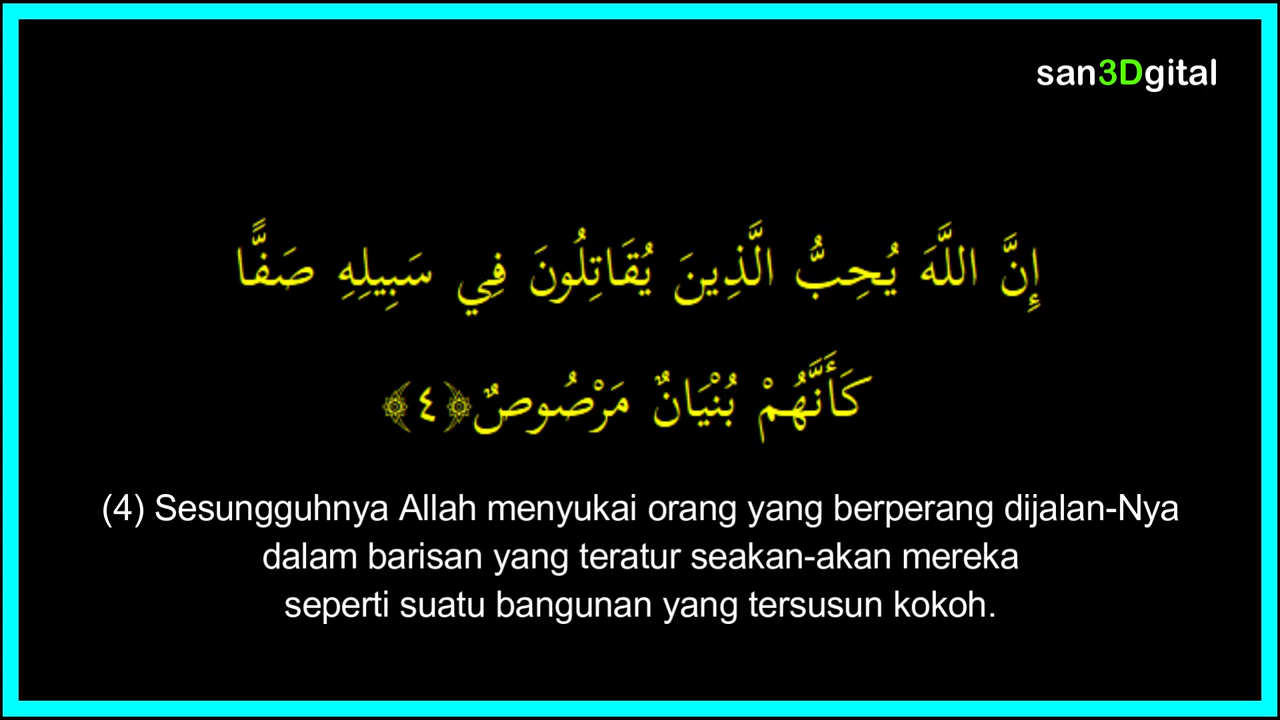 san3Dgital
إِنَّ اللَّهَ يُحِبُّ الَّذِينَ يُقَاتِلُونَ فِي سَبِيلِهِ صَفًّا
كَأَنَّهُمْ بُنْيَانٌ مَرْصُوصٌ ﴿٤﴾
(4) Sesungguhnya Allah menyukai orang yang berperang dijalan-Nya
dalam barisan yang teratur seakan-akan mereka
seperti suatu bangunan yang tersusun kokoh.